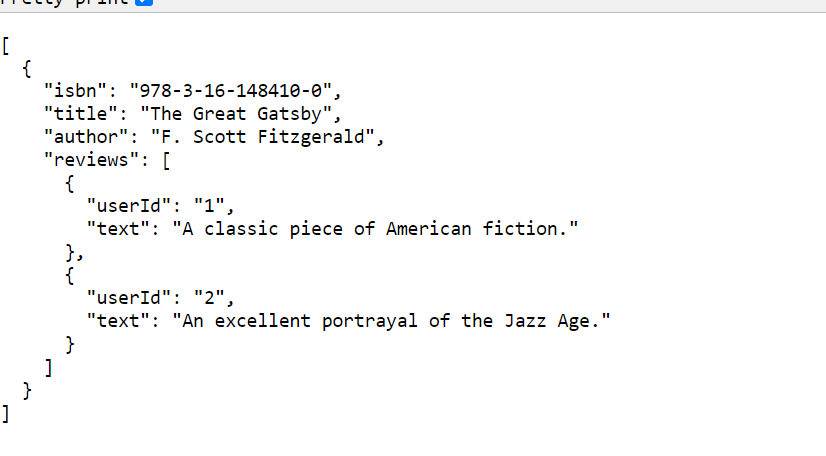 Pretty print
[
  {
    "isbn": "978-3-16-148410-0",
    "title": "The Great Gatsby",
    "author": "F. Scott Fitzgerald",
    "reviews": [
      {
        "userId": "1",
        "text": "A classic piece of American fiction."
      },
      {
        "userId": "2",
        "text": "An excellent portrayal of the Jazz Age."
      }
    ]
  }
]